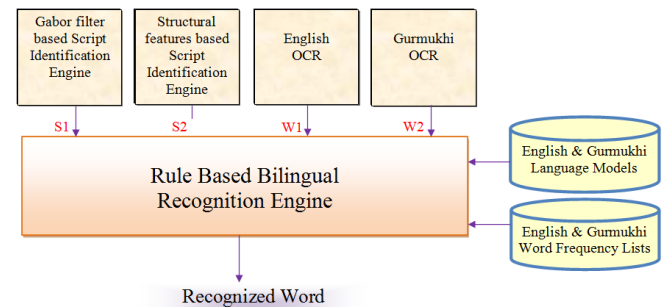 Gabor filter
based Script
Identification
Engine
Structural
features based
Script
Identification
Engine
English
OCR
Gurmukhi
OCR
S1
S2
W1
W2
Rule Based Bilingual
Recognition Engine
English & Gurmukhi
Language Models
English & Gurmukhi
Word Frequency Lists
Recognized Word